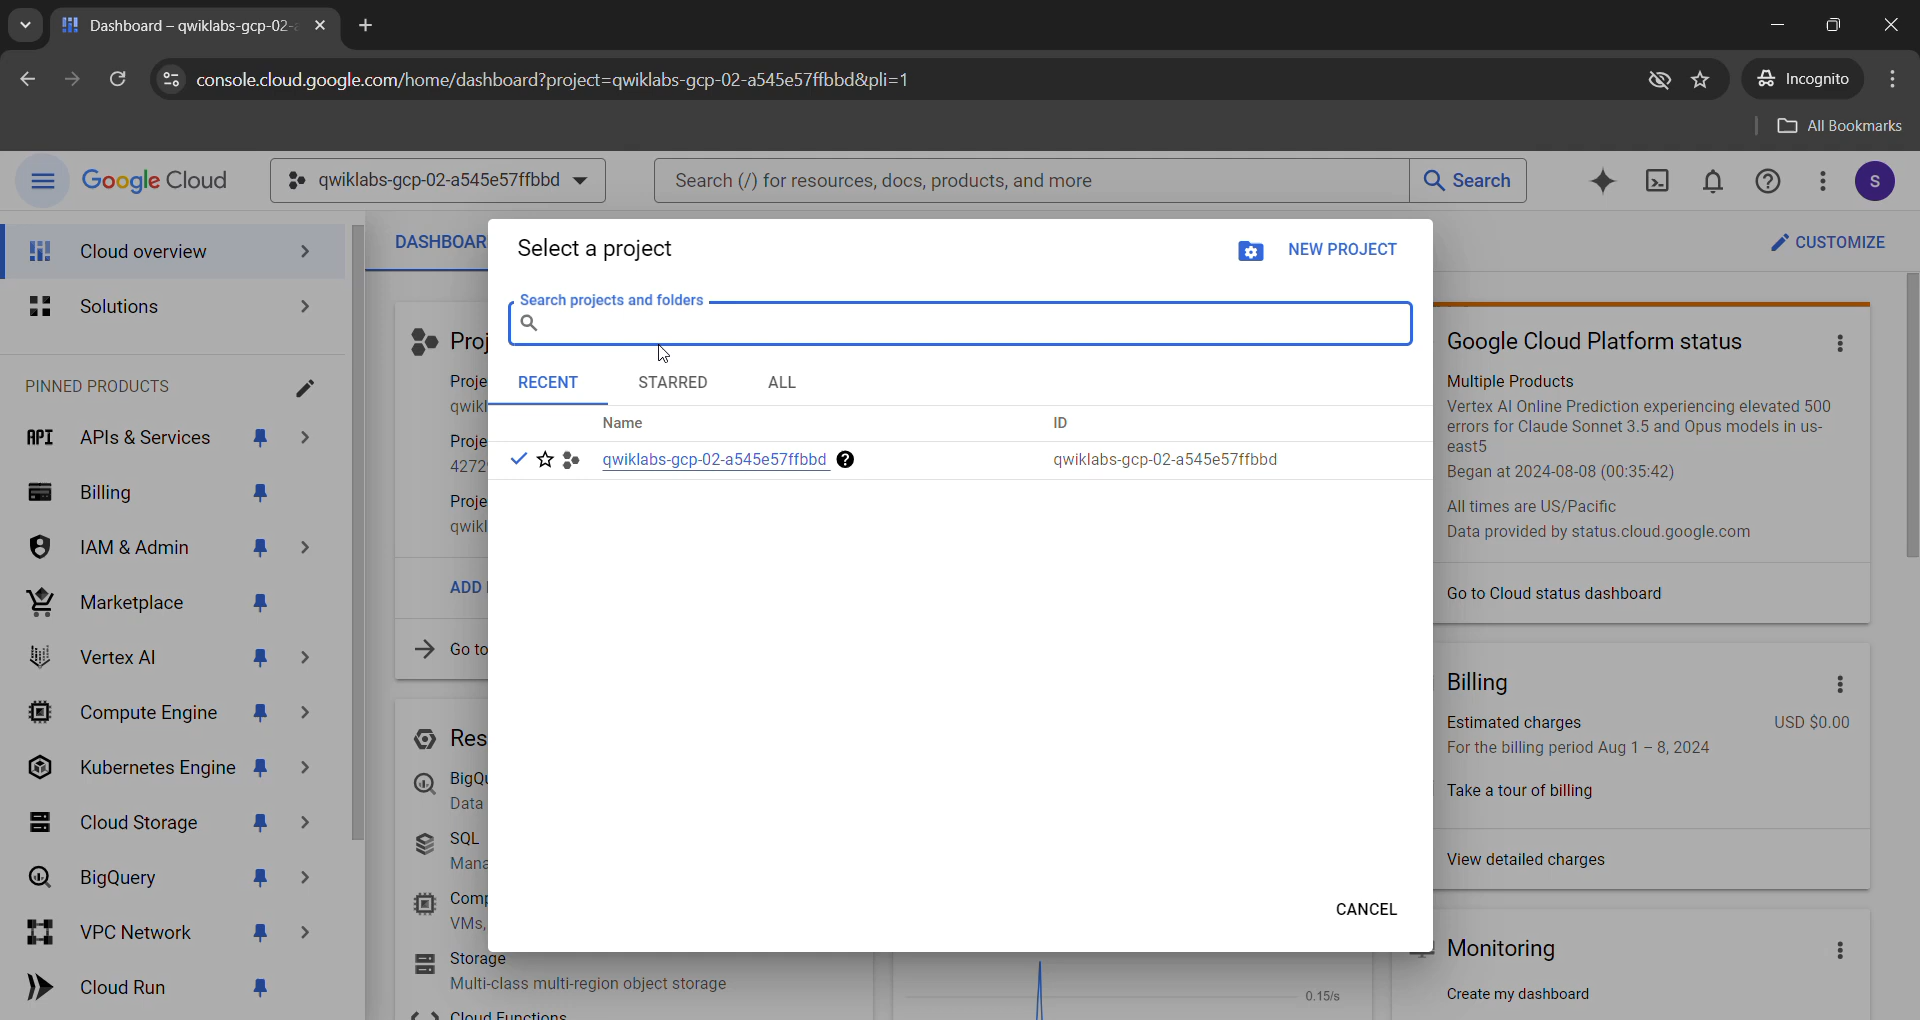 Dashboard – qwiklabs-gcp-02-
console.cloud.google.com/home/dashboard?project=qwiklabs-gcp-02-a545e57ffbbd&pli=1
Incognito
All Bookmarks
Google Cloud
qwiklabs-gcp-02-a545e57ffbbd
Search (/) for resources, docs, products, and more
Search
S
Cloud overview
Solutions
PINNED PRODUCTS
API
APIs & Services
Billing
IAM & Admin
Marketplace
Vertex AI
Compute Engine
Kubernetes Engine
Cloud Storage
BigQuery
VPC Network
Cloud Run
DASHBOAR
CUSTOMIZE
Proj
Proje
qwikl
Proje
4272
Proje
qwikl
ADD
Go to
Res
BigQu
Data
SQL
Mana
Comp
VMs,
Storage
Multi-class multi-region object storage
Cloud Functions
Select a project
NEW PROJECT
Search projects and folders
RECENT
STARRED
ALL
Name
ID
qwiklabs-gcp-02-a545e57ffbbd
qwiklabs-gcp-02-a545e57ffbbd
CANCEL
0.15/s
Google Cloud Platform status
Multiple Products
Vertex AI Online Prediction experiencing elevated 500
errors for Claude Sonnet 3.5 and Opus models in us-
east5
Began at 2024-08-08 (00:35:42)
All times are US/Pacific
Data provided by status.cloud.google.com
Go to Cloud status dashboard
Billing
Estimated charges
USD $0.00
For the billing period Aug 1 – 8, 2024
Take a tour of billing
View detailed charges
Monitoring
Create my dashboard